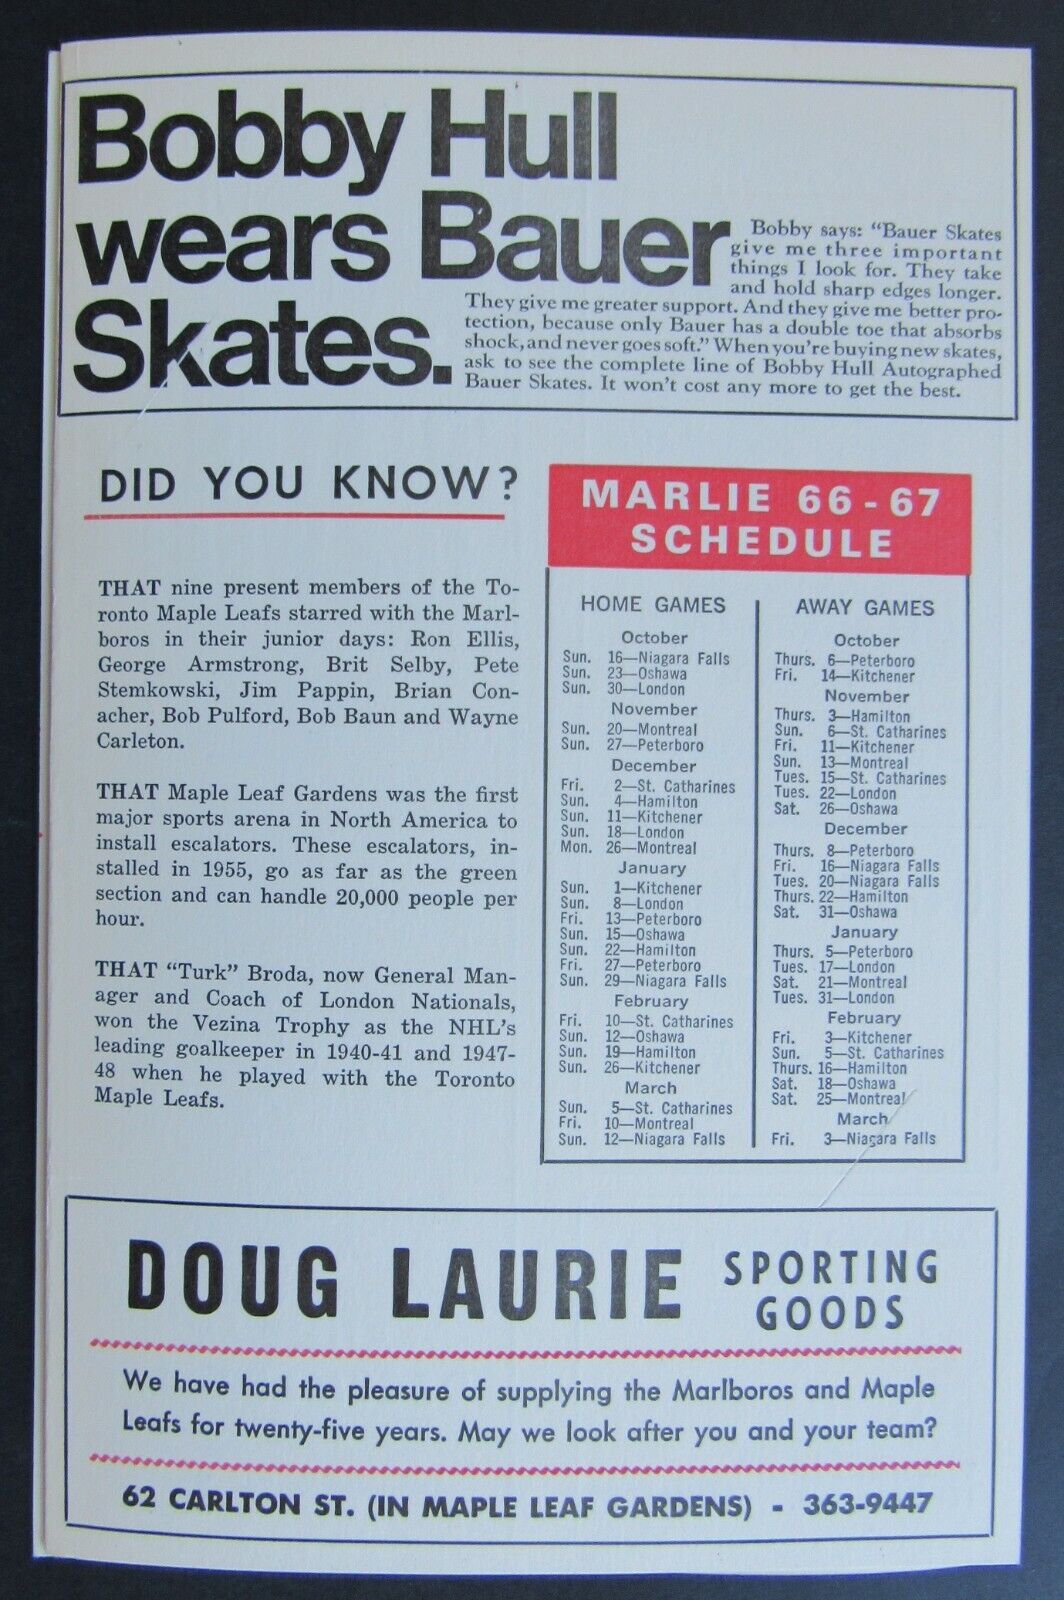 Bobby Hull
wears Bauer
Skates.
Bobby says: “Bauer Skates
give me three important
things I look for. They take
and hold sharp edges longer.
They give me greater support. And they give me better pro-
tection, because only Bauer has a double toe that absorbs
shock, and never goes soft.” When you're buying new skates,
ask to see the complete line of Bobby Hull Autographed
Bauer Skates. It won't cost any more to get the best.
DID YOU KNOW?
THAT nine present members of the To-
ronto Maple Leafs starred with the Marl-
boros in their junior days: Ron Ellis,
George Armstrong, Brit Selby, Pete
Stemkowski, Jim Pappin, Brian Con-
acher, Bob Pulford, Bob Baun and Wayne
Carleton.
THAT Maple Leaf Gardens was the first
major sports arena in North America to
install escalators. These escalators, in-
stalled in 1955, go as far as the green
section and can handle 20,000 people per
hour.
THAT “Turk” Broda, now General Man-
ager and Coach of London Nationals,
won the Vezina Trophy as the NHL's
leading goalkeeper in 1940-41 and 1947-
48 when he played with the Toronto
Maple Leafs.
MARLIE 66 - 67
SCHEDULE
HOME GAMES
October
Sun. 16—Niagara Falls
Sun. 23—Oshawa
Sun. 30—London
November
Sun. 20—Montreal
Sun. 27—Peterboro
December
Fri. 2—St. Catharines
Sun. 4—Hamilton
Sun. 11—Kitchener
Sun. 18—London
Mon. 26—Montreal
January
Sun. 1—Kitchener
Sun. 8—London
Fri. 13—Peterboro
Sun. 15—Oshawa
Sun. 22—Hamilton
Fri. 27—Peterboro
Sun. 29—Niagara Falls
February
Fri. 10—St. Catharines
Sun. 12—Oshawa
Sun. 19—Hamilton
Sun. 26—Kitchener
March
Sun. 5—St. Catharines
Fri. 10—Montreal
Sun. 12—Niagara Falls
AWAY GAMES
October
Thurs. 6—Peterboro
Fri. 14—Kitchener
November
Thurs. 3—Hamilton
Sun. 6—St. Catharines
Fri. 11—Kitchener
Sun. 13—Montreal
Tues. 15—St. Catharines
Tues. 22—London
Sat. 26—Oshawa
December
Thurs. 8—Peterboro
Fri. 16—Niagara Falls
Tues. 20—Niagara Falls
Thurs. 22—Hamilton
Sat. 31—Oshawa
January
Thurs. 5—Peterboro
Tues. 17—London
Sat. 21—Montreal
Tues. 31—London
February
Fri. 3—Kitchener
Sun. 5—St. Catharines
Thurs. 16—Hamilton
Sat. 18—Oshawa
Sat. 25—Montreal
March
Fri. 3—Niagara Falls
DOUG LAURIE SPORTING
GOODS
We have had the pleasure of supplying the Marlboros and Maple
Leafs for twenty-five years. May we look after you and your team?
62 CARLTON ST. (IN MAPLE LEAF GARDENS) - 363-9447